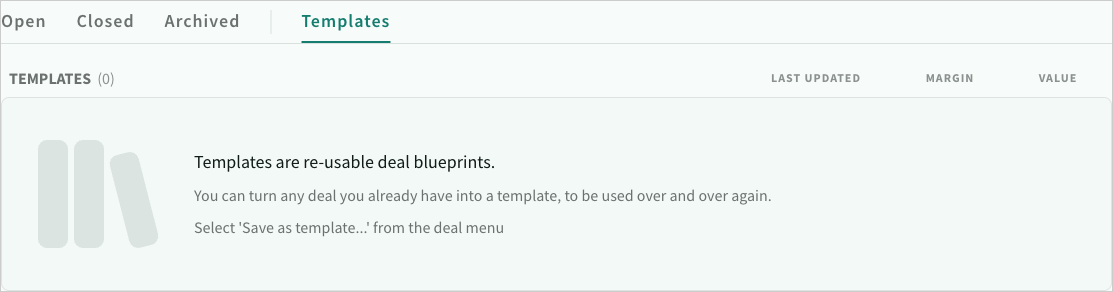 Open Closed Archived Templates
TEMPLATES (0) LAST UPDATED MARGIN VALUE
Templates are re-usable deal blueprints.
You can turn any deal you already have into a template, to be used over and over again.
Select 'Save as template...' from the deal menu